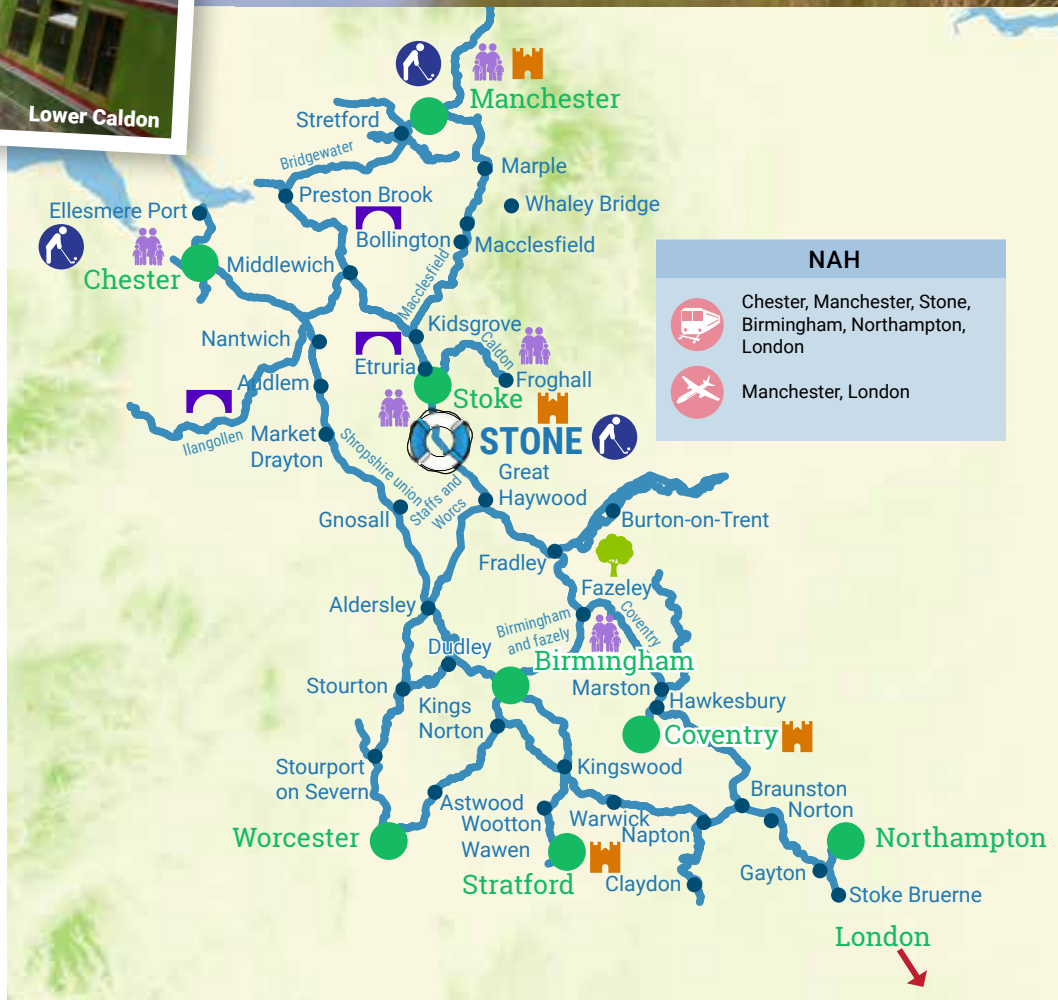 Lower Caldon
Manchester
Stretford
Bridgewater
Marple
Preston Brook
Whaley Bridge
Ellesmere Port
Bollington
Macclesfield
Chester
Middlewich
Macclesfield
NAH
Chester, Manchester, Stone,
Birmingham, Northampton,
London
Manchester, London
Nantwich
Kidsgrove
Caldon
Etruria
Froghall
Audlem
Stoke
llangollen
Market
Drayton
Shropshire union
STONE
Staffs and
Worcs
Great
Haywood
Gnosall
Burton-on-Trent
Fradley
Fazeley
Aldersley
Birmingham
and fazely
Coventry
Dudley
Birmingham
Stourton
Marston
Hawkesbury
Kings
Norton
Coventry
Stourport
on Severn
Kingswood
Braunston
Norton
Astwood
Wootton
Wawen
Warwick
Napton
Worcester
Northampton
Stratford
Claydon
Gayton
Stoke Bruerne
London